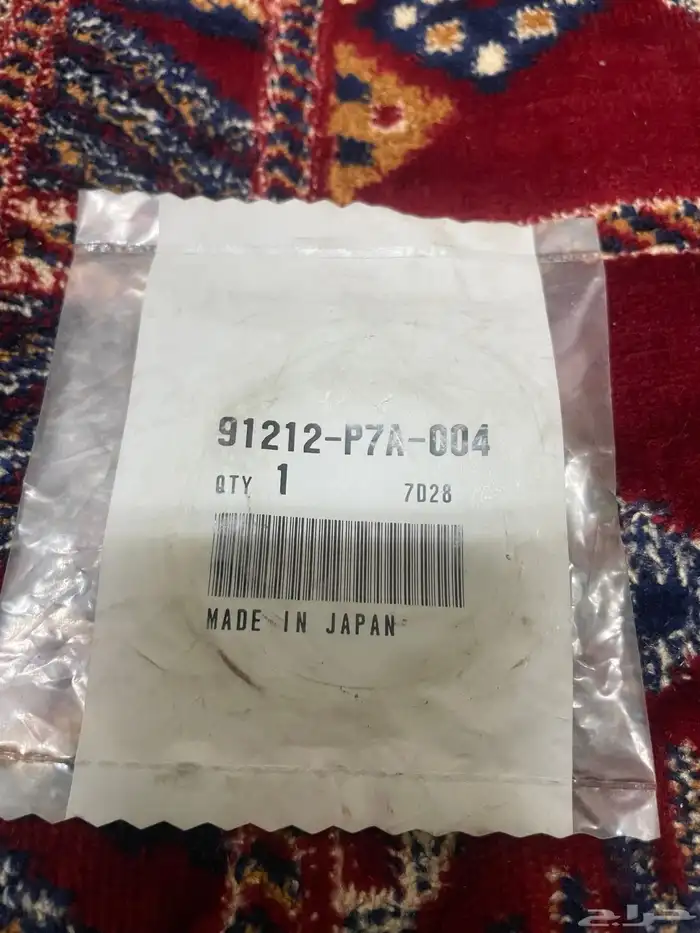 91212-P7A-004
QTY 1 7D28
MADE IN JAPAN
حراج